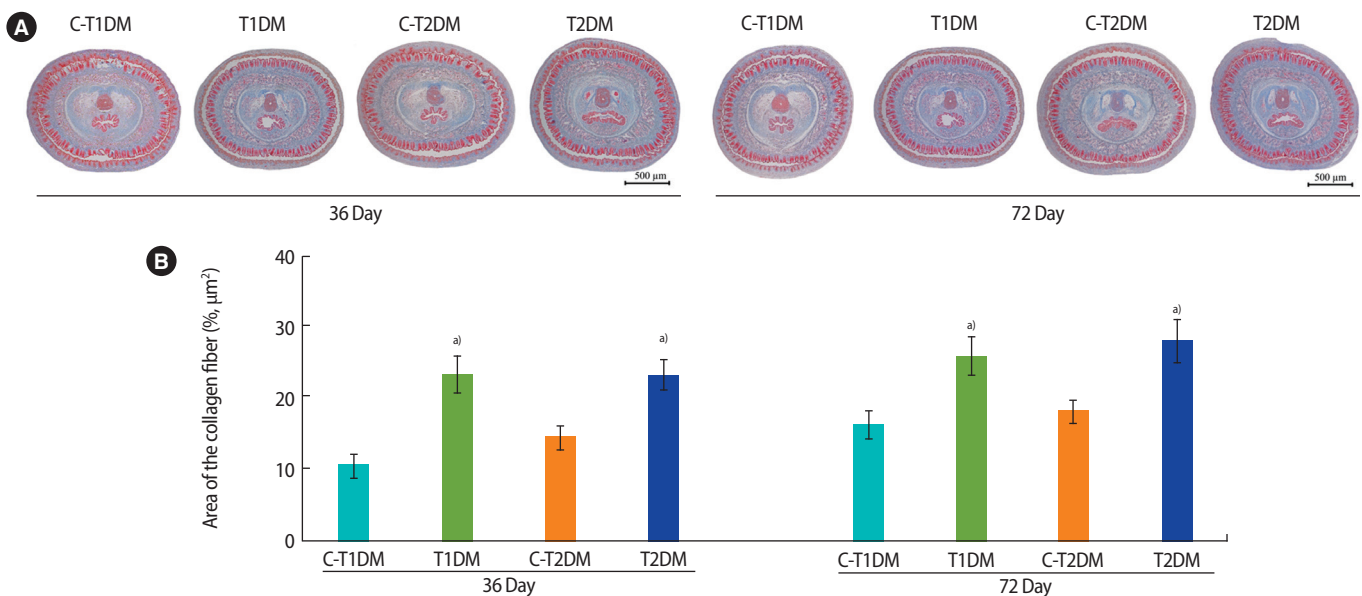 A
C-T1DM T1DM C-T2DM T2DM C-T1DM T1DM C-T2DM T2DM
500 μm 500 μm
36 Day 72 Day
B
Area of the collagen fiber (%, μm²)
40
30
20
10
0
a) a) a) a)
C-T1DM T1DM C-T2DM T2DM C-T1DM T1DM C-T2DM T2DM
36 Day 72 Day